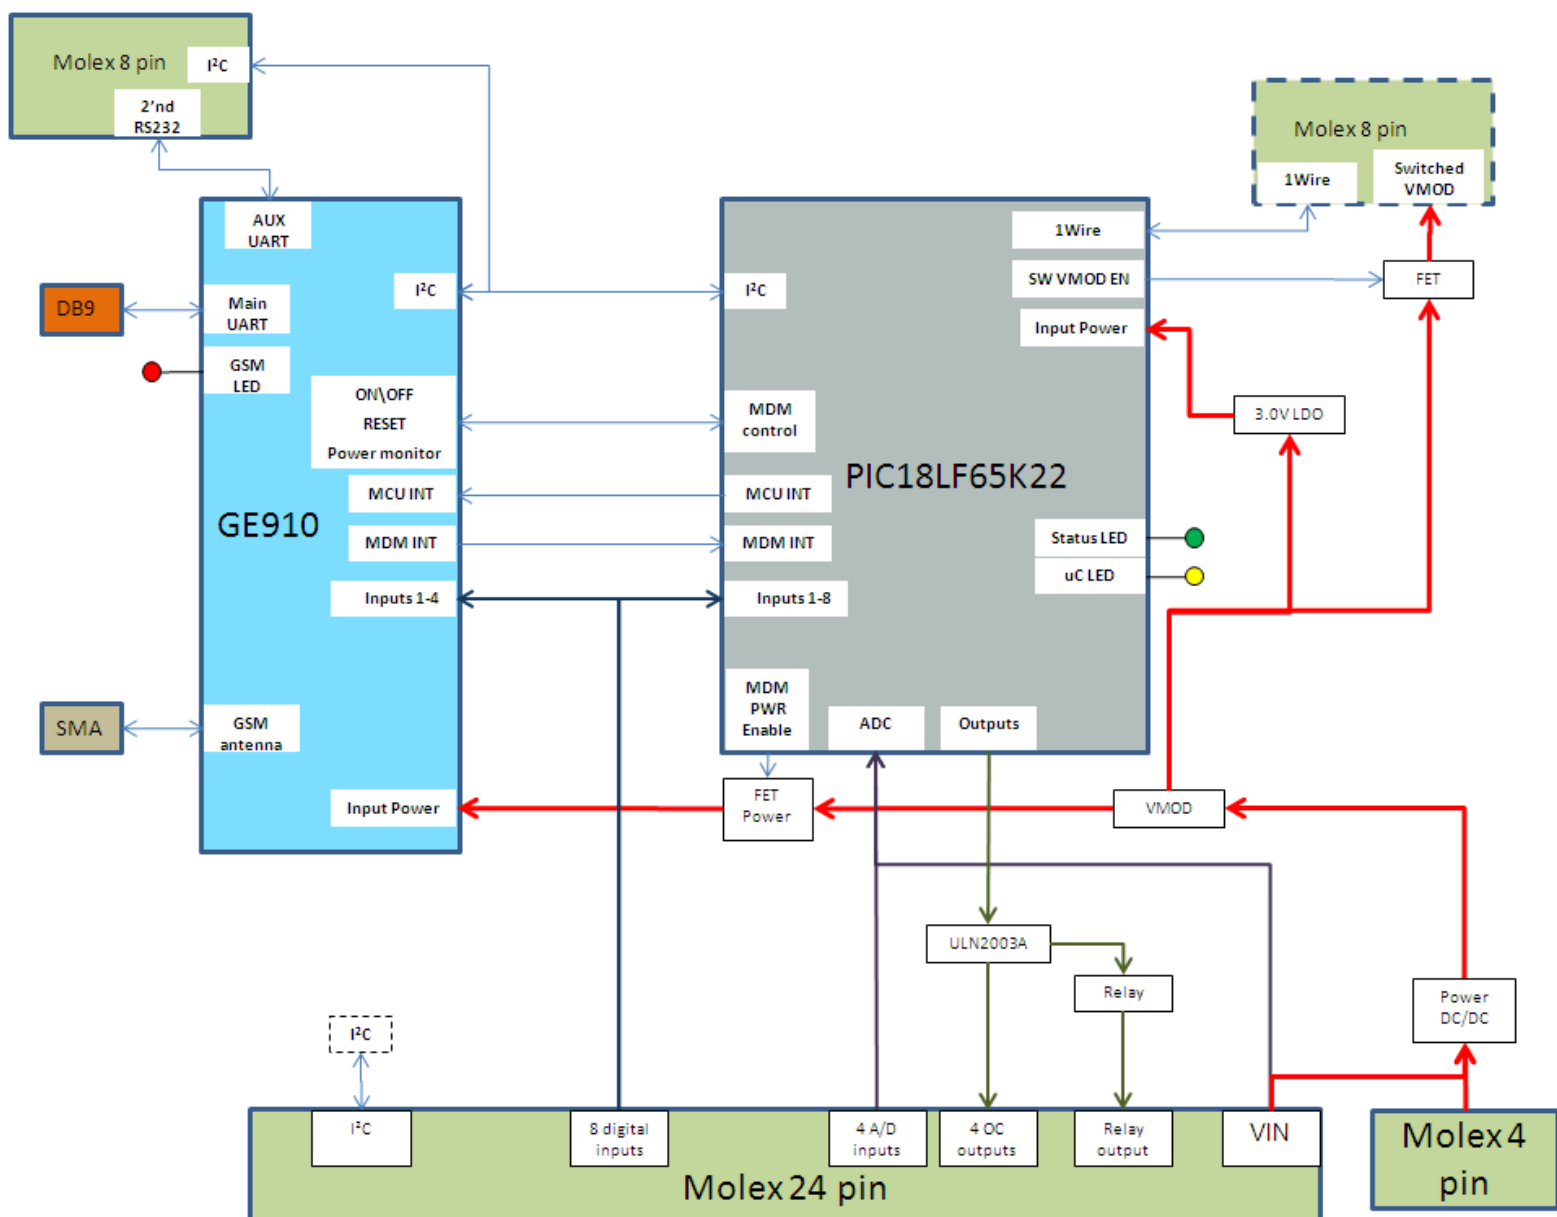 Molex 8 pin
I²C
2'nd
RS232
Molex 8 pin
1Wire
Switched
VMOD
AUX
UART
1Wire
I²C
I²C
SW VMOD EN
FET
DB9
Main
UART
Input Power
GSM
LED
ON\OFF
RESET
Power monitor
MDM
control
3.0V LDO
PIC18LF65K22
MCU INT
MCU INT
GE910
MDM INT
MDM INT
Status LED
uC LED
Inputs 1-4
Inputs 1-8
MDM
PWR
Enable
ADC
Outputs
SMA
GSM
antenna
Input Power
FET
Power
VMOD
ULN2003A
Relay
Power
DC/DC
I²C
I²C
8 digital
inputs
4 A/D
inputs
4 OC
outputs
Relay
output
VIN
Molex 4
pin
Molex 24 pin